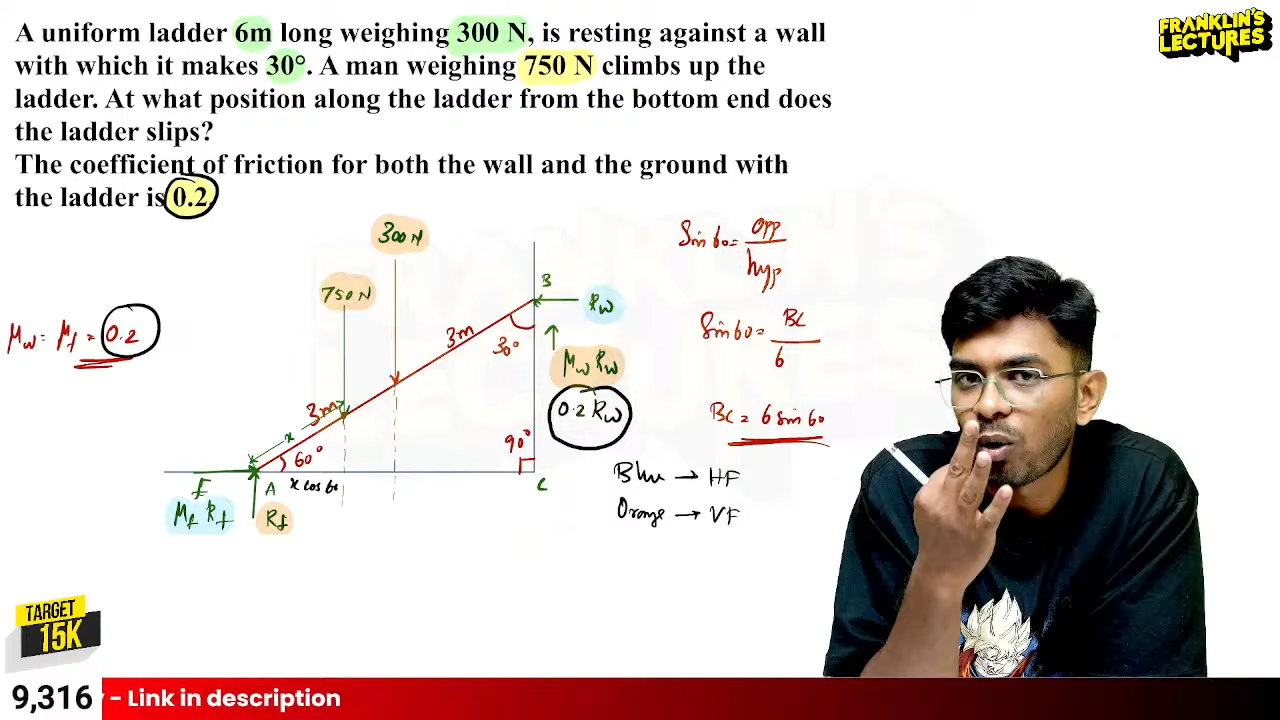 A uniform ladder 6m long weighing 300 N, is resting against a wall
with which it makes 30°. A man weighing 750 N climbs up the
ladder. At what position along the ladder from the bottom end does
the ladder slips?
The coefficient of friction for both the wall and the ground with
the ladder is 0.2.
FRANKLIN'S
LECTURES
300 N
750 N
μw = μf = 0.2
B
Rw
3m
30°
μw Rw
0.2 Rw
3m
x
60°
90°
A
x cos 60
C
μf Rf
Rf
Sin 60 = opp
hyp
Sin 60 = BC
6
BC = 6 sin 60
Blue → HF
Orange → VF
TARGET
15K
9,316
- Link in description